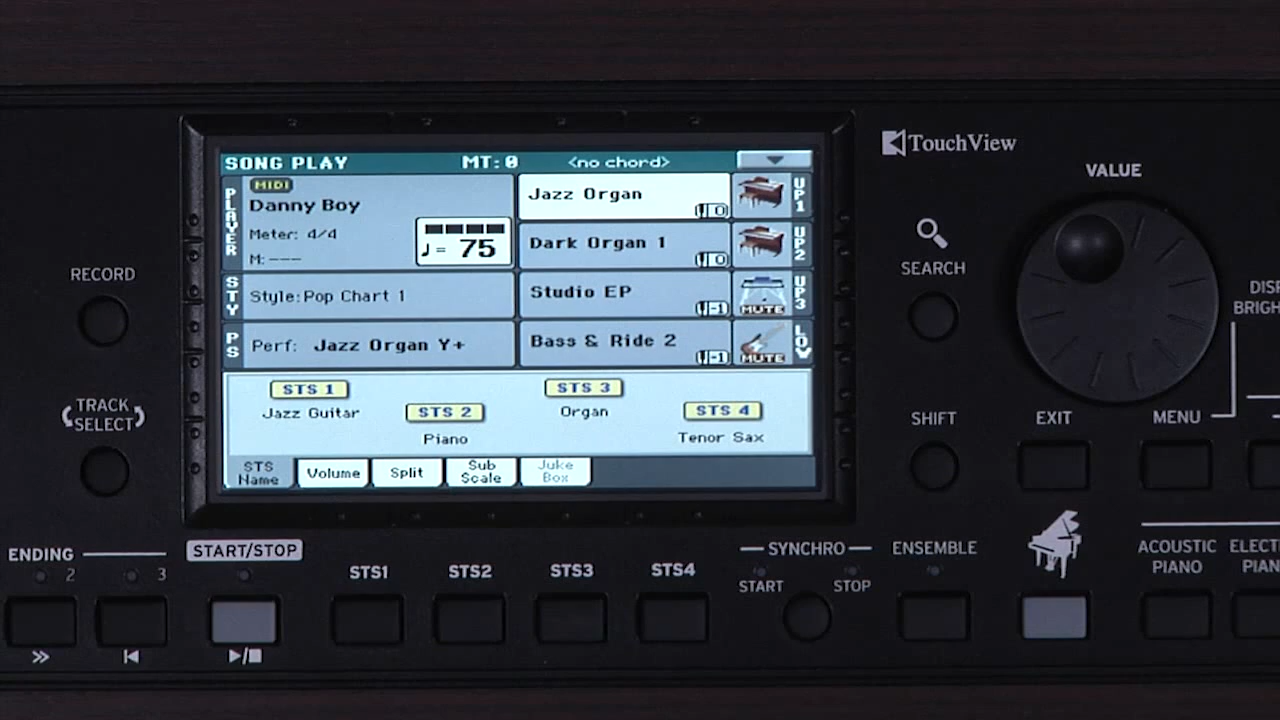 SONG PLAY MT: 0 <no chord>
PLAYER
MIDI
Danny Boy
Meter: 4/4
M: ---
♩= 75
Jazz Organ
0
UP1
Dark Organ 1
0
UP2
STY
Style: Pop Chart 1
Studio EP
-1
MUTE
UP3
PS
Perf: Jazz Organ Y+
Bass & Ride 2
-1
MUTE
LOW
STS 1
Jazz Guitar
STS 2
Piano
STS 3
Organ
STS 4
Tenor Sax
STS Name
Volume
Split
Sub Scale
Juke Box
TouchView
VALUE
SEARCH
RECORD
TRACK
SELECT
SHIFT
EXIT
MENU
ENDING
2
3
START/STOP
STS1
STS2
STS3
STS4
SYNCHRO
START
STOP
ENSEMBLE
ACOUSTIC
PIANO